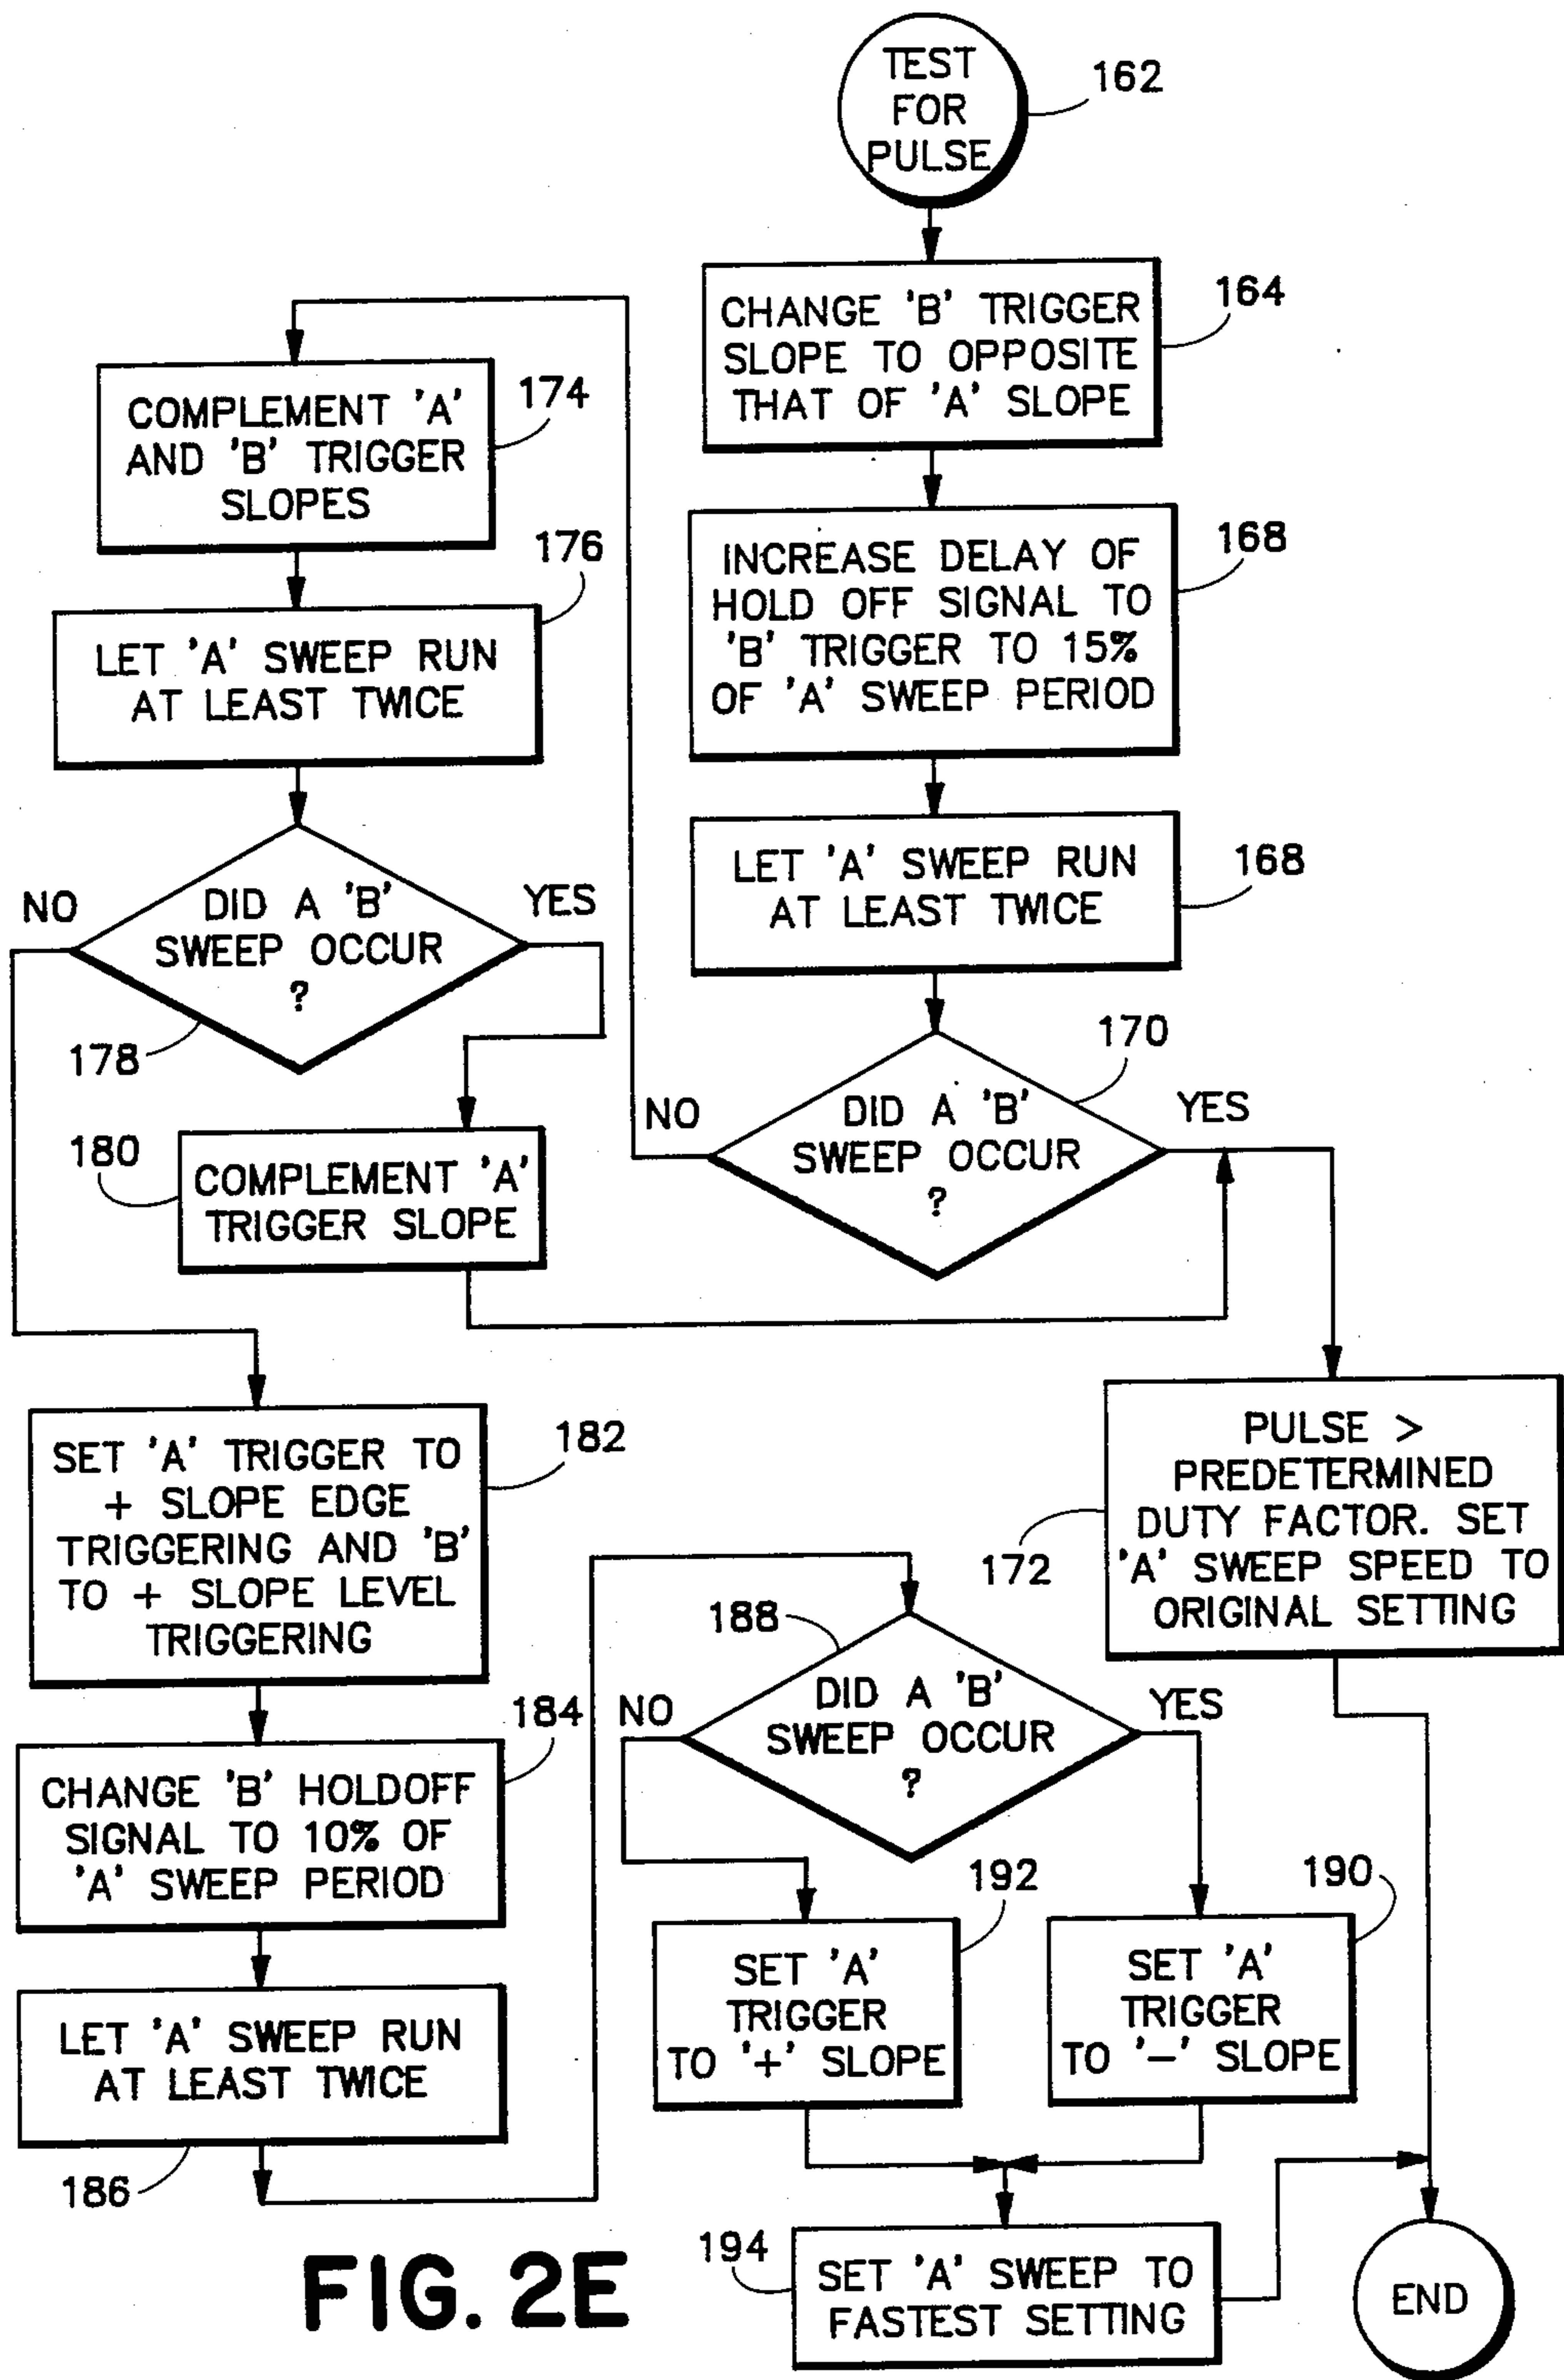 TEST
FOR
PULSE
162
CHANGE 'B' TRIGGER
SLOPE TO OPPOSITE
THAT OF 'A' SLOPE
164
INCREASE DELAY OF
HOLD OFF SIGNAL TO
'B' TRIGGER TO 15%
OF 'A' SWEEP PERIOD
168
LET 'A' SWEEP RUN
AT LEAST TWICE
168
DID A 'B'
SWEEP OCCUR
?
170
NO
YES
COMPLEMENT 'A'
AND 'B' TRIGGER
SLOPES
174
LET 'A' SWEEP RUN
AT LEAST TWICE
176
DID A 'B'
SWEEP OCCUR
?
178
NO
YES
COMPLEMENT 'A'
TRIGGER SLOPE
180
PULSE >
PREDETERMINED
DUTY FACTOR. SET
'A' SWEEP SPEED TO
ORIGINAL SETTING
172
SET 'A' TRIGGER TO
+ SLOPE EDGE
TRIGGERING AND 'B'
TO + SLOPE LEVEL
TRIGGERING
182
CHANGE 'B' HOLDOFF
SIGNAL TO 10% OF
'A' SWEEP PERIOD
184
LET 'A' SWEEP RUN
AT LEAST TWICE
186
DID A 'B'
SWEEP OCCUR
?
188
NO
YES
SET 'A'
TRIGGER
TO '+' SLOPE
192
SET 'A'
TRIGGER
TO '−' SLOPE
190
SET 'A' SWEEP TO
FASTEST SETTING
194
END
FIG. 2E